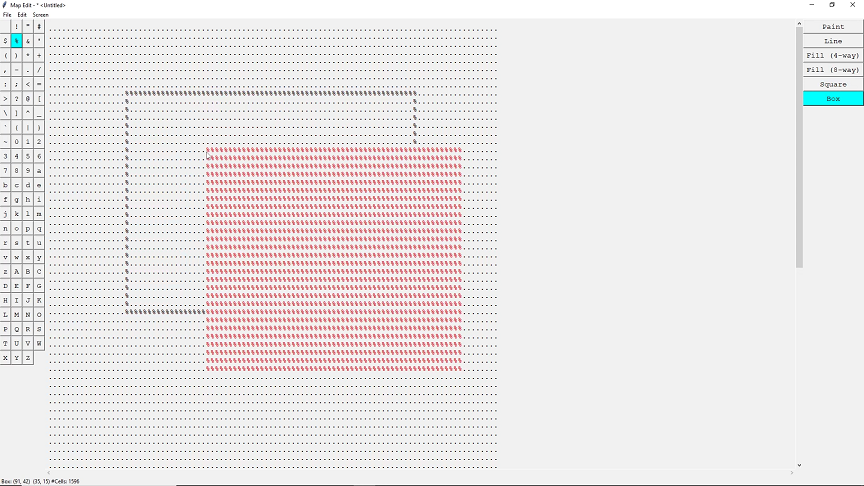 Map Edit - * <Untitled>
File Edit Screen
! " #
$ % & '
( ) * +
, - . /
: ; < =
> ? @ [
\ ] ^ _
` { | }
~ 0 1 2
3 4 5 6
7 8 9 a
b c d e
f g h i
j k l m
n o p q
r s t u
v w x y
z A B C
D E F G
H I J K
L M N O
P Q R S
T U V W
X Y Z
Paint
Line
Fill (4-way)
Fill (8-way)
Square
Box
Box: (91, 42) (35, 15) #Cells: 1596